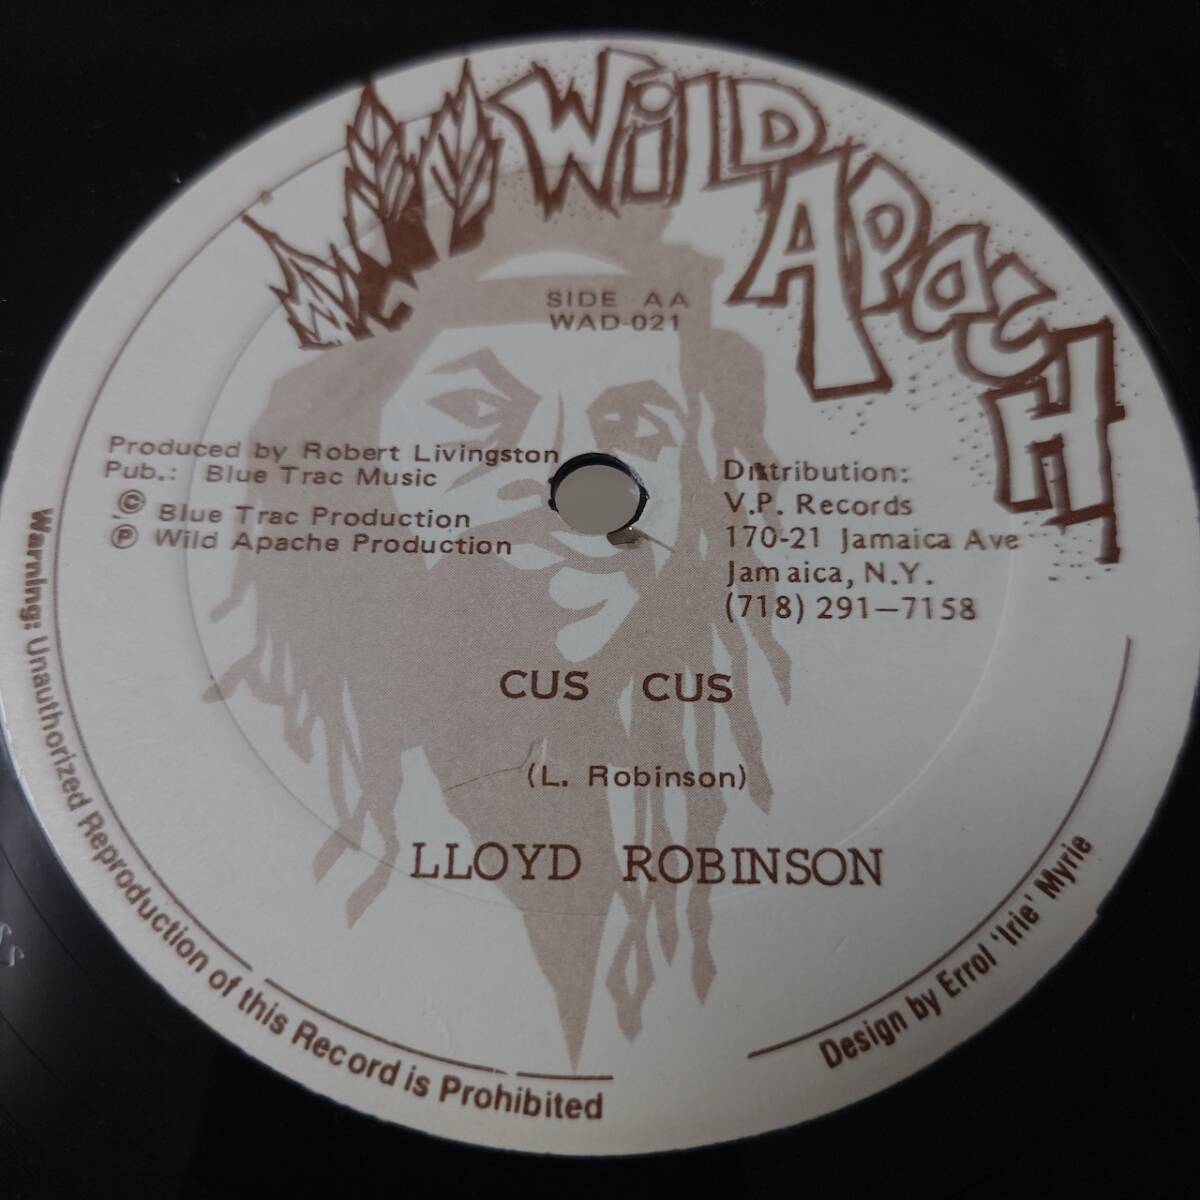 WiLD
APACH
SIDE AA
WAD-021
Produced by Robert Livingston
Pub.: Blue Trac Music
© Blue Trac Production
℗ Wild Apache Production
Distribution:
V.P. Records
170-21 Jamaica Ave
Jamaica, N.Y.
(718) 291—7158
CUS CUS
(L. Robinson)
LLOYD ROBINSON
Warning: Unauthorized Reproduction of this Record is Prohibited
Design by Errol 'Irie' Myrie